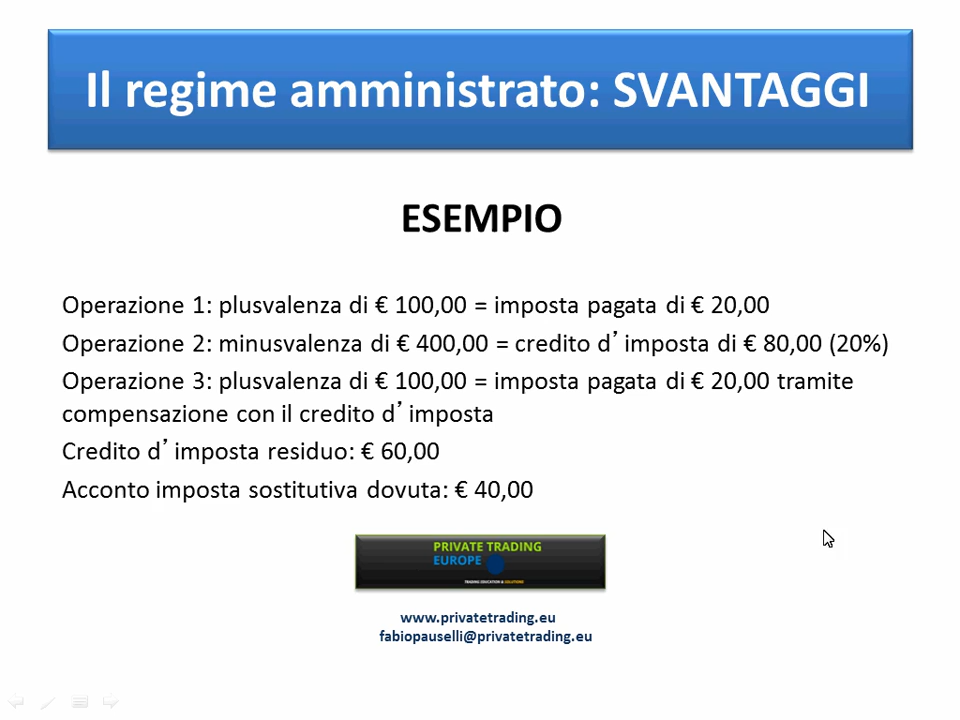 Il regime amministrato: SVANTAGGI
ESEMPIO
Operazione 1: plusvalenza di € 100,00 = imposta pagata di € 20,00
Operazione 2: minusvalenza di € 400,00 = credito d’ imposta di € 80,00 (20%)
Operazione 3: plusvalenza di € 100,00 = imposta pagata di € 20,00 tramite
compensazione con il credito d’ imposta
Credito d’ imposta residuo: € 60,00
Acconto imposta sostitutiva dovuta: € 40,00
PRIVATE TRADING
EUROPE
TRADING EDUCATION & SOLUTIONS
www.privatetrading.eu
fabiopauselli@privatetrading.eu